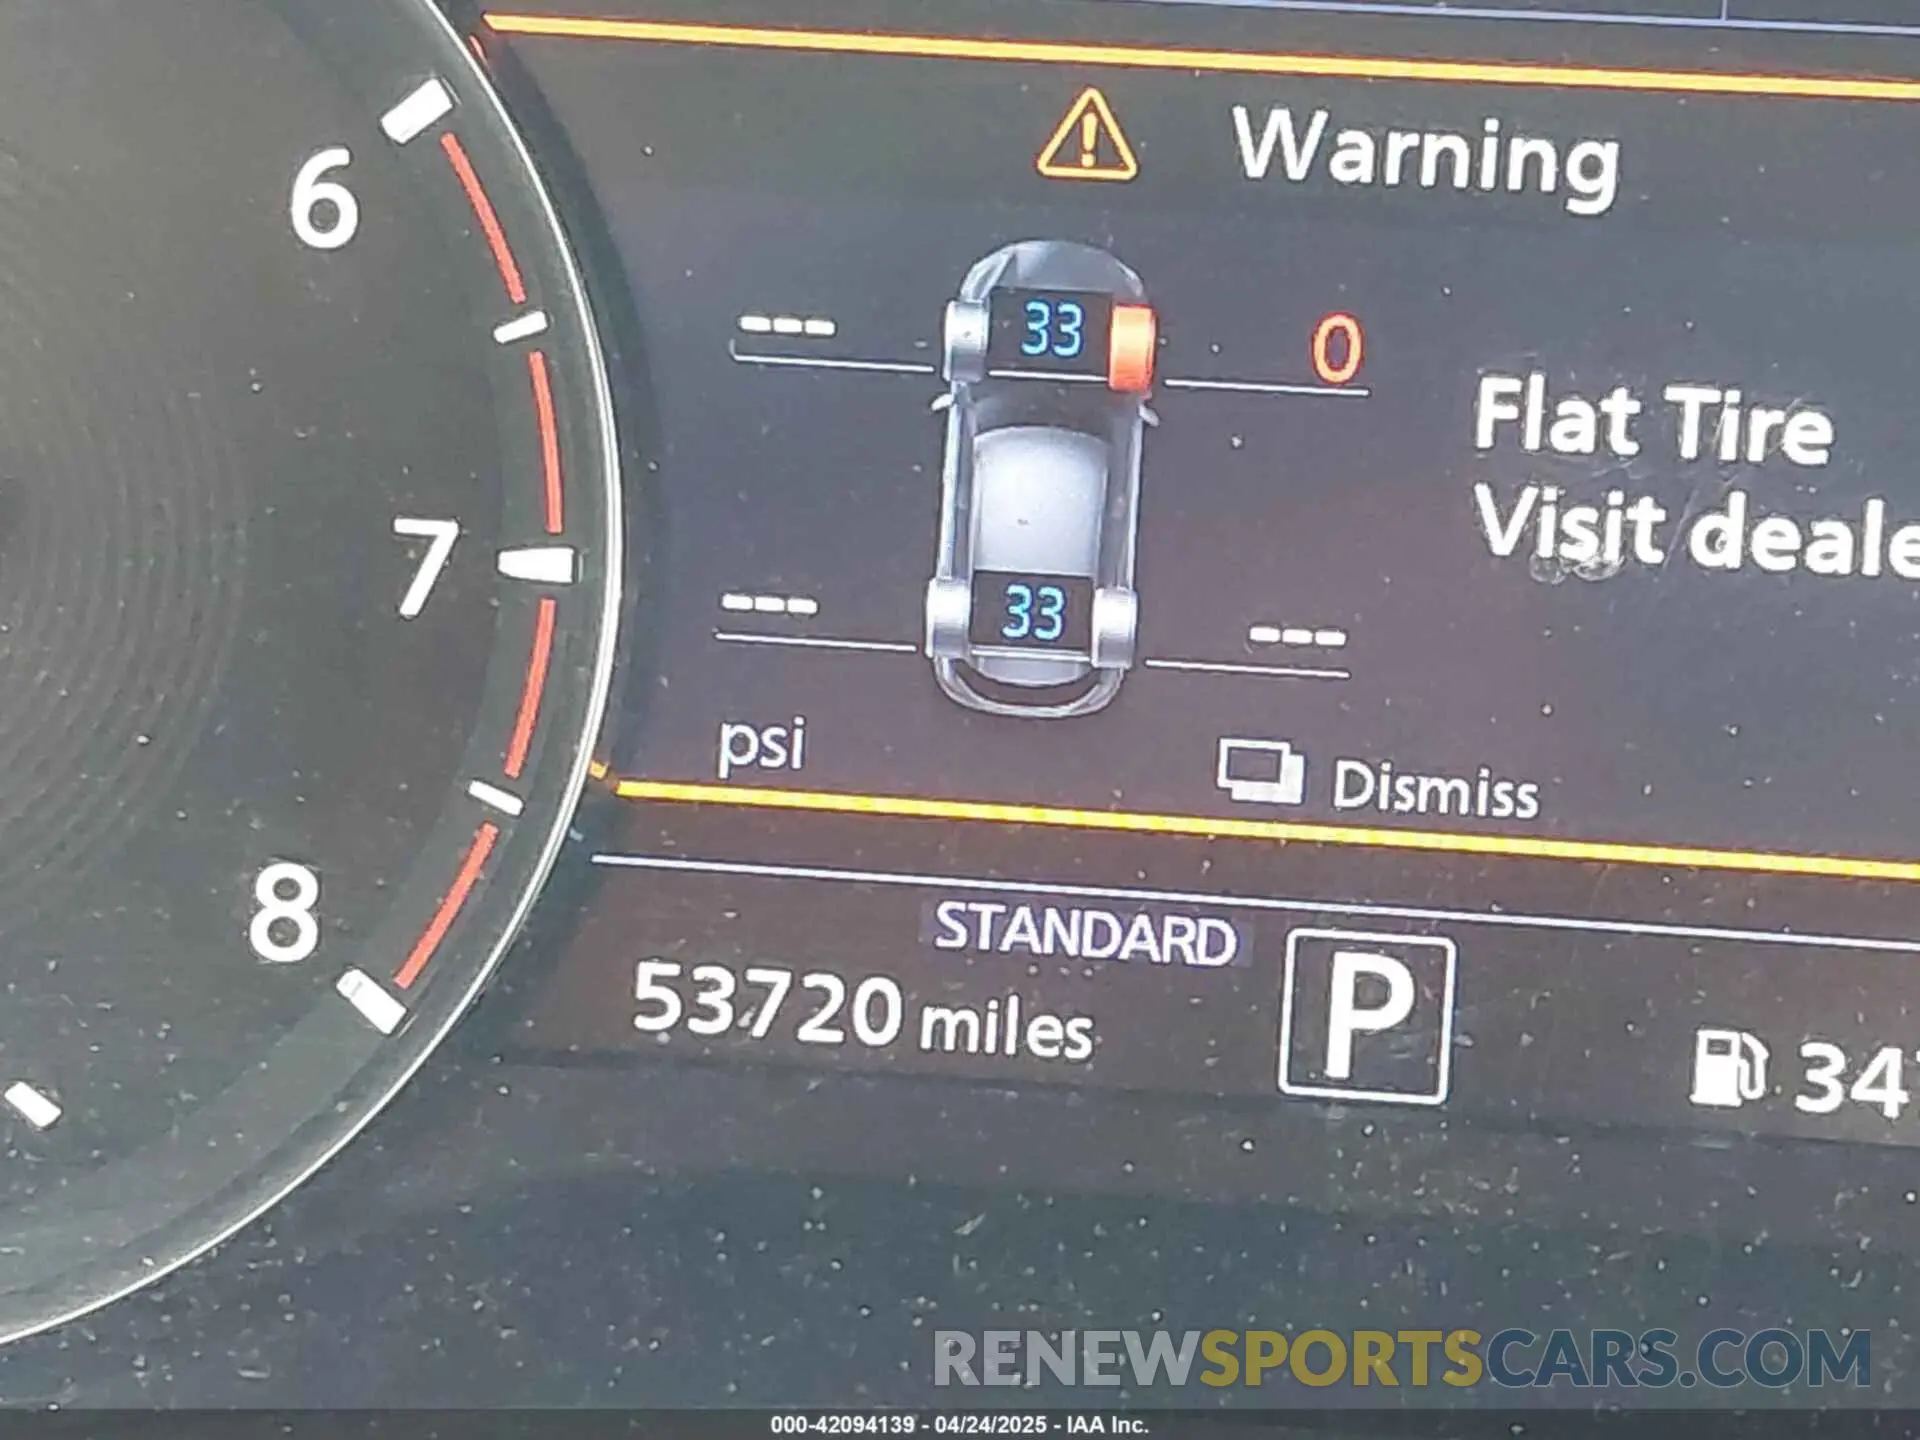 6
7
8
Warning
--- 33 0
Flat Tire
Visit
--- 33 ---
psi
Dismiss
STANDARD
53720 miles
P
RENEWSPORTSCARS.COM
000-42094139 - 04/24/2025 - IAA Inc.